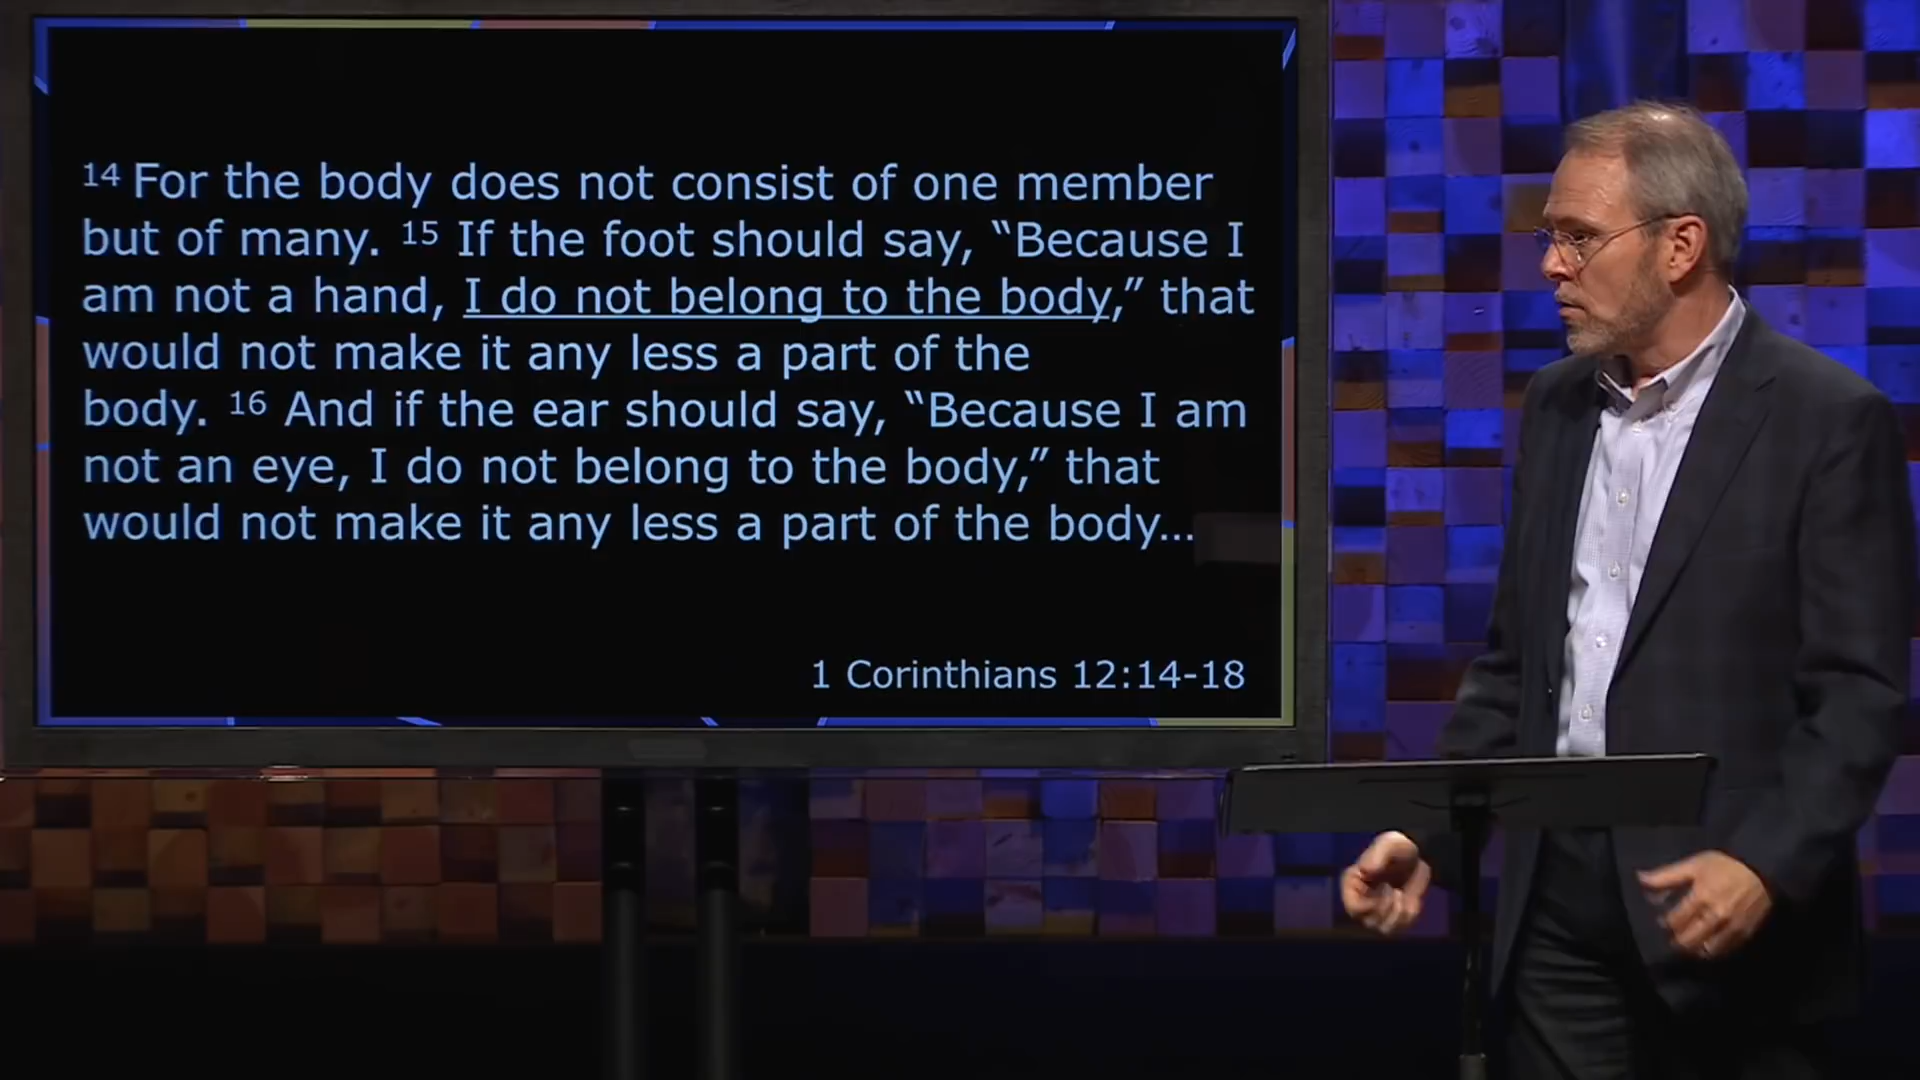 14 For the body does not consist of one member
but of many. 15 If the foot should say, “Because I
am not a hand, I do not belong to the body,” that
would not make it any less a part of the
body. 16 And if the ear should say, “Because I am
not an eye, I do not belong to the body,” that
would not make it any less a part of the body...
1 Corinthians 12:14-18